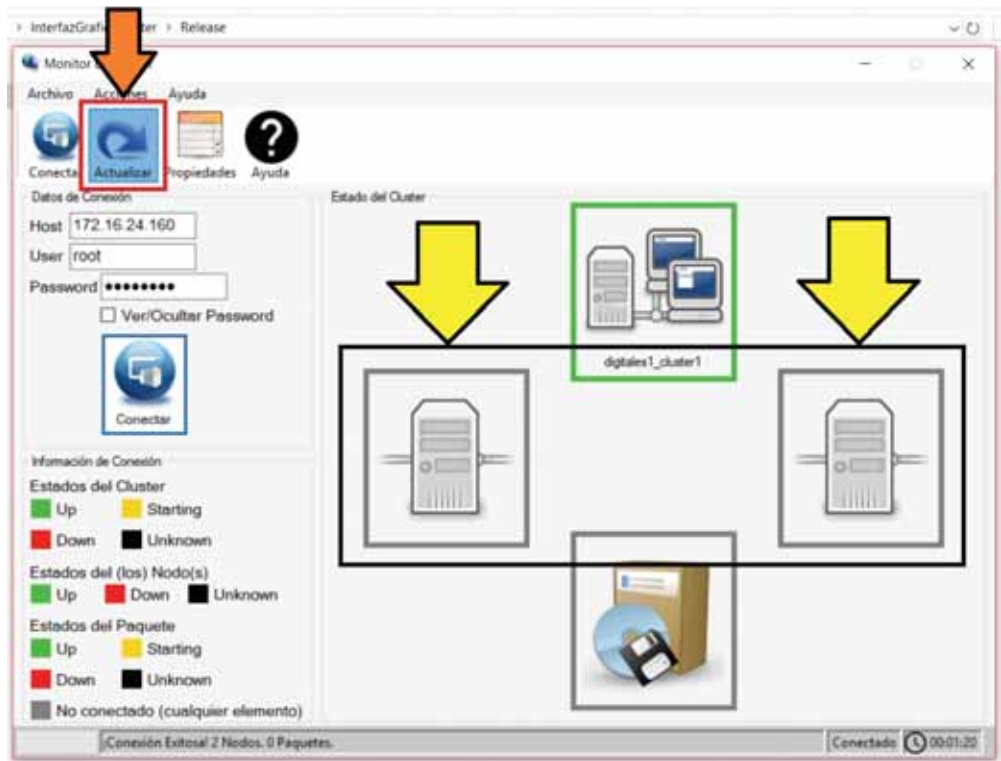 Release
Monitor
Archivo Acciones Ayuda
Actualizar Propiedades Ayuda
Datos de Conexión
Host 172.16.24.160
User root
Password ●●●●●●●●
Ver/Ocultar Password
Conectar
Estado del Cluster
digitales1_cluster1
Información de Conexión
Estados del Cluster
Up Starting
Down Unknown
Estados del (los) Nodo(s)
Up Down Unknown
Estados del Paquete
Up Starting
Down Unknown
No conectado (cualquier elemento)
¡Conexión Exitosa! 2 Nodos. 0 Paquetes.
Conectado 00:01:20